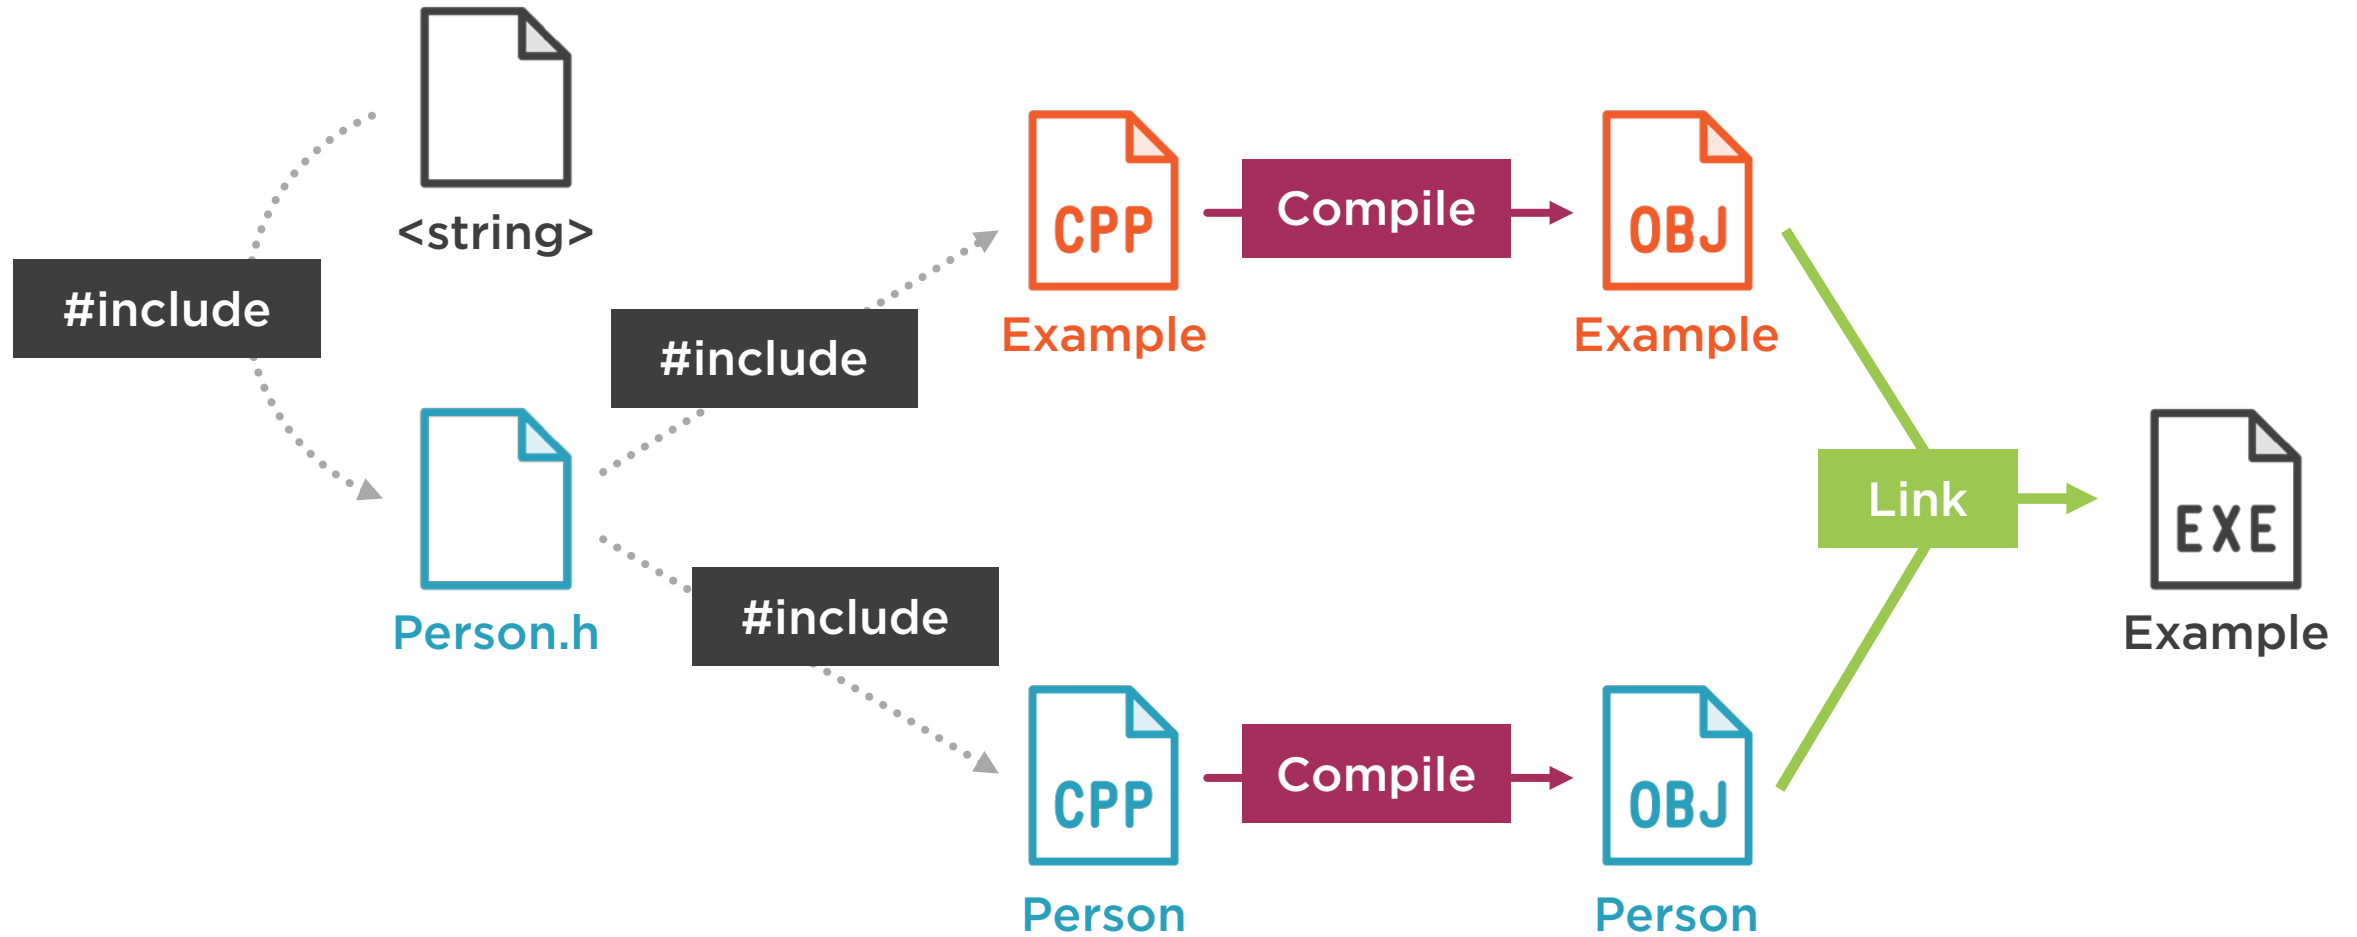 <string>
#include
Person.h
#include
#include
CPP
Example
Compile
OBJ
Example
CPP
Person
Compile
OBJ
Person
Link
EXE
Example